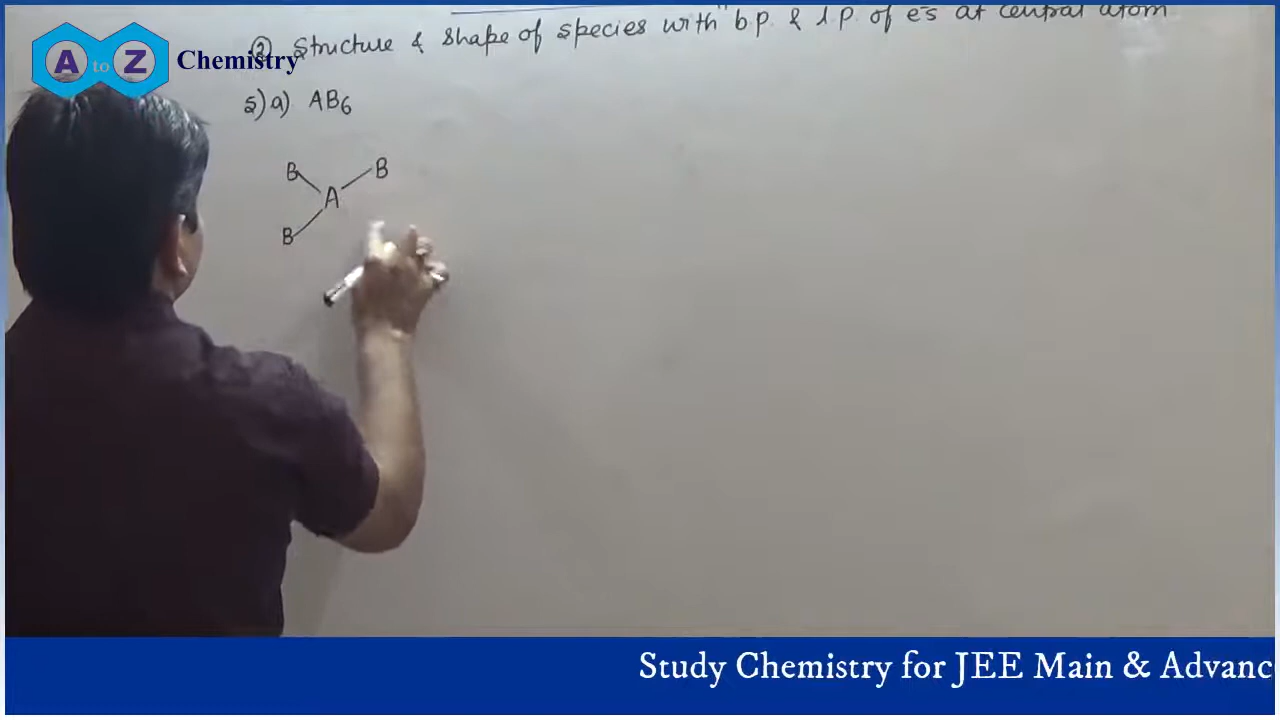 ② Structure & Shape of species with b.p. & l.p. of e's at central atom
A to Z Chemistry
5) a) AB6
B B
A
B
Study Chemistry for JEE Main & Advanc